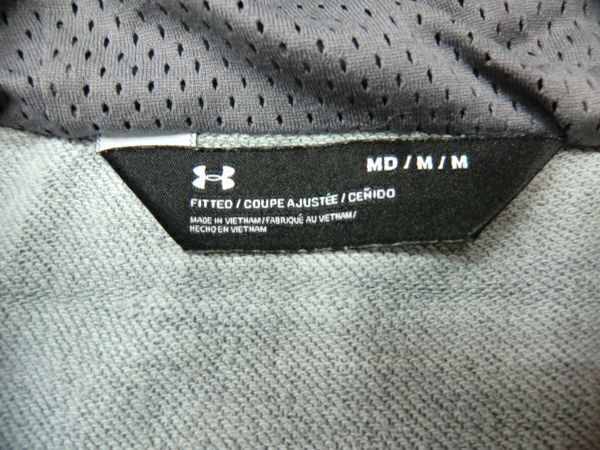 MD / M / M
FITTED / COUPE AJUSTÉE / CEÑIDO
MADE IN VIETNAM/FABRIQUÉ AU VIETNAM/
HECHO EN VIETNAM